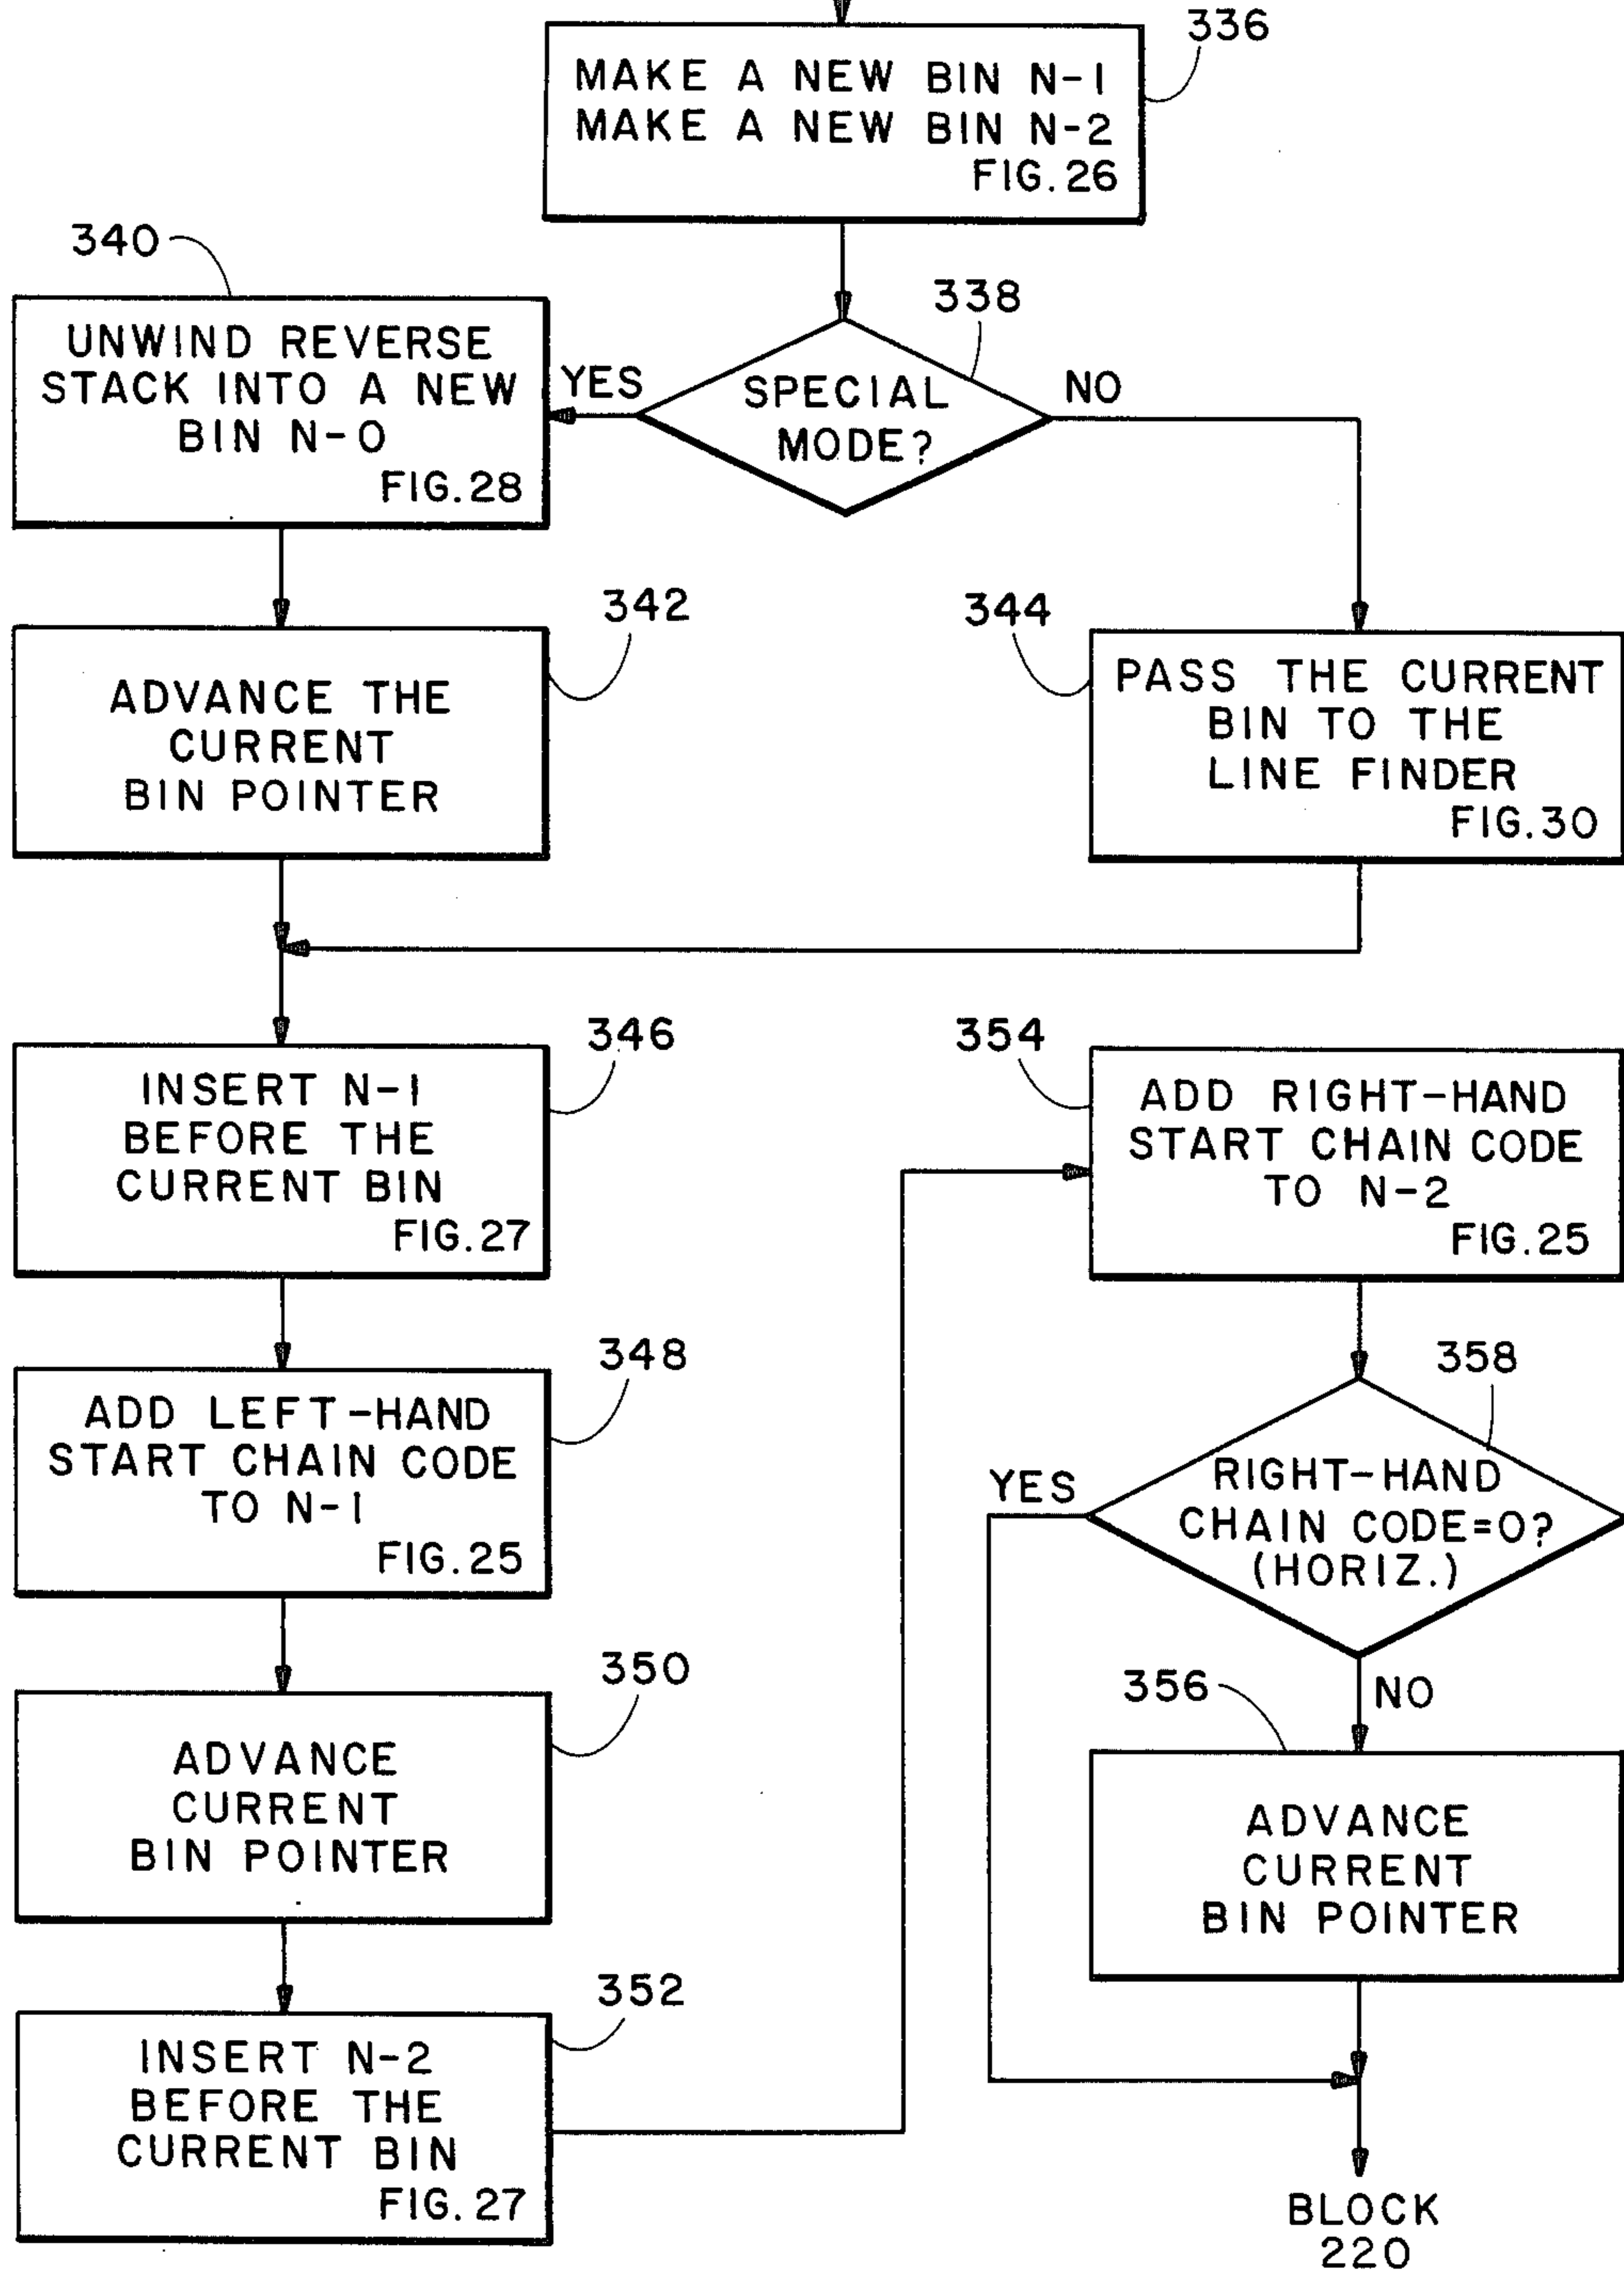 336
MAKE A NEW BIN N-1
MAKE A NEW BIN N-2
FIG.26
340
UNWIND REVERSE
STACK INTO A NEW
BIN N-0
FIG.28
YES
338
SPECIAL
MODE?
NO
342
ADVANCE THE
CURRENT
BIN POINTER
344
PASS THE CURRENT
BIN TO THE
LINE FINDER
FIG.30
346
INSERT N-1
BEFORE THE
CURRENT BIN
FIG.27
348
ADD LEFT-HAND
START CHAIN CODE
TO N-1
FIG.25
350
ADVANCE
CURRENT
BIN POINTER
352
INSERT N-2
BEFORE THE
CURRENT BIN
FIG.27
354
ADD RIGHT-HAND
START CHAIN CODE
TO N-2
FIG.25
358
RIGHT-HAND
CHAIN CODE=0?
(HORIZ.)
YES
NO
356
ADVANCE
CURRENT
BIN POINTER
BLOCK
220